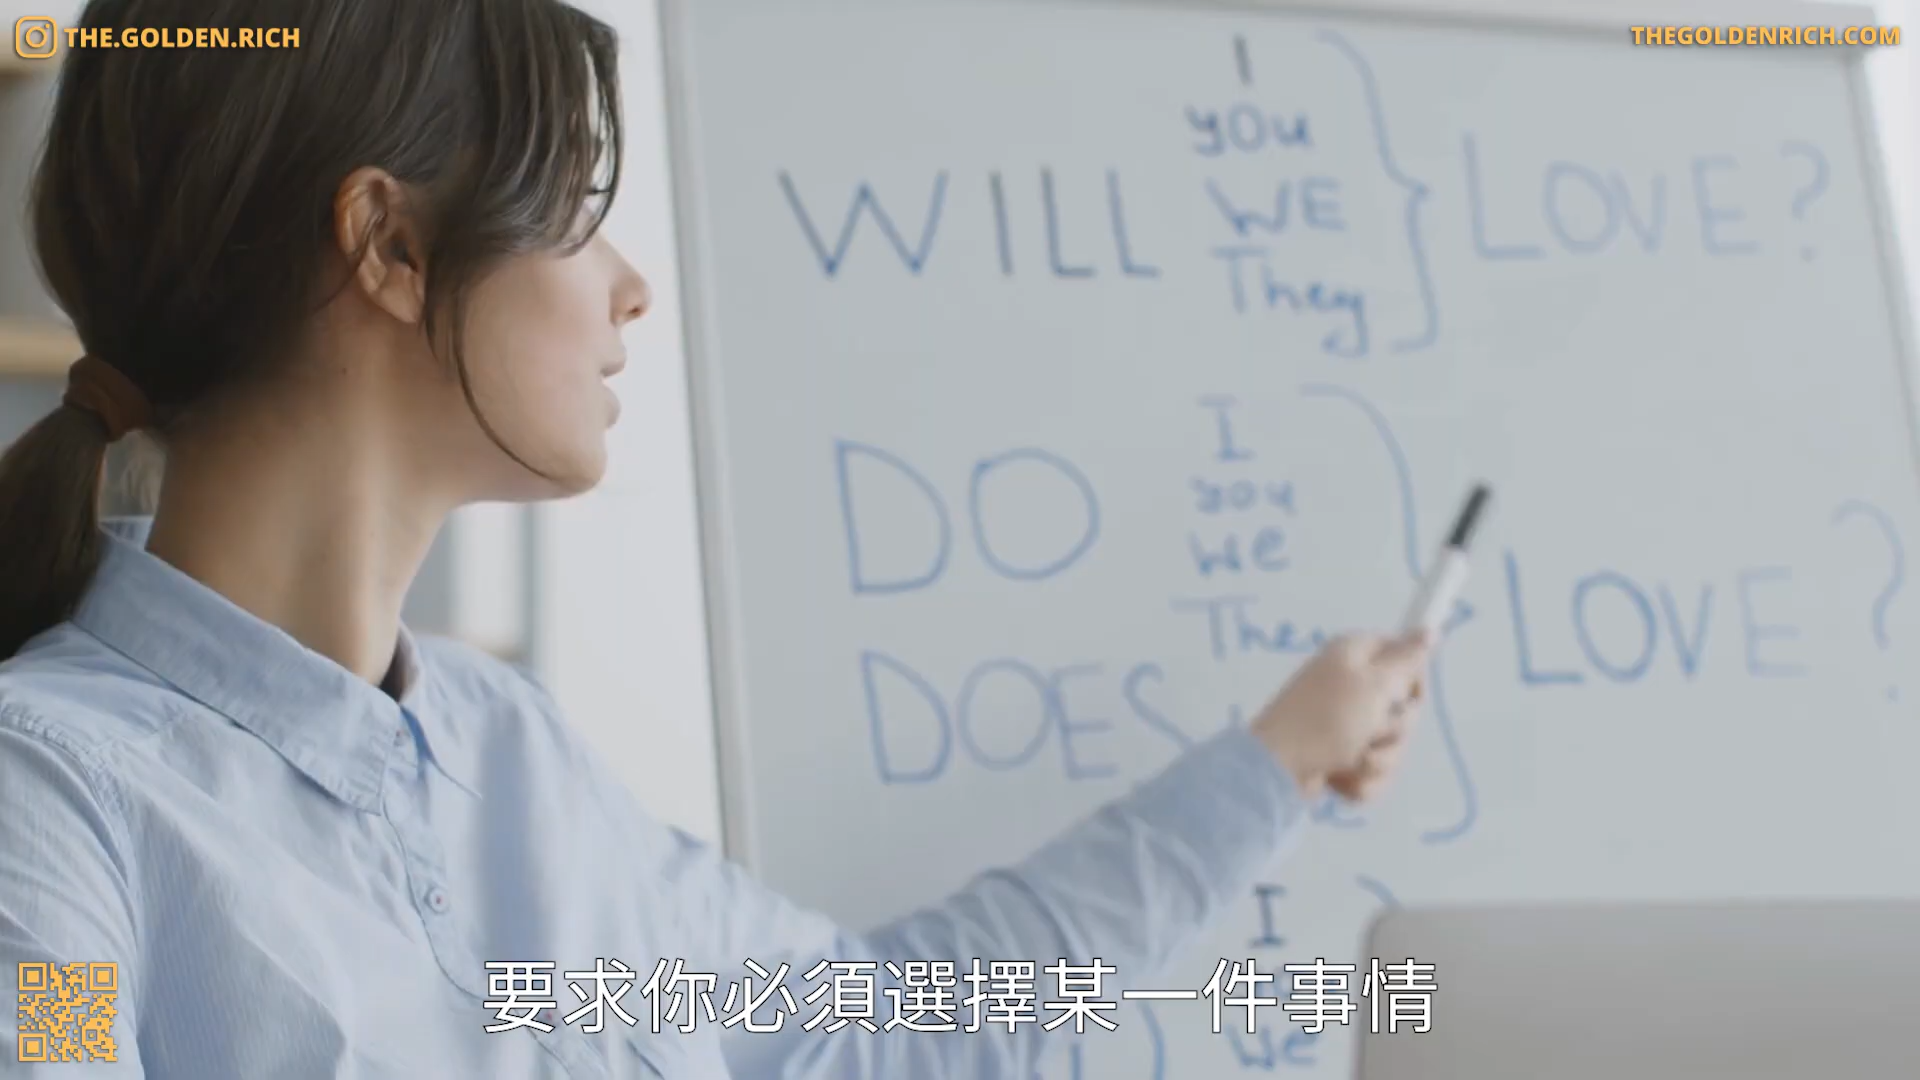 THE.GOLDEN.RICH
THEGOLDENRICH.COM
I
you
WILL WE LOVE?
They
I
you
DO we LOVE?
They
DOES
I
we
要求你必須選擇某一件事情